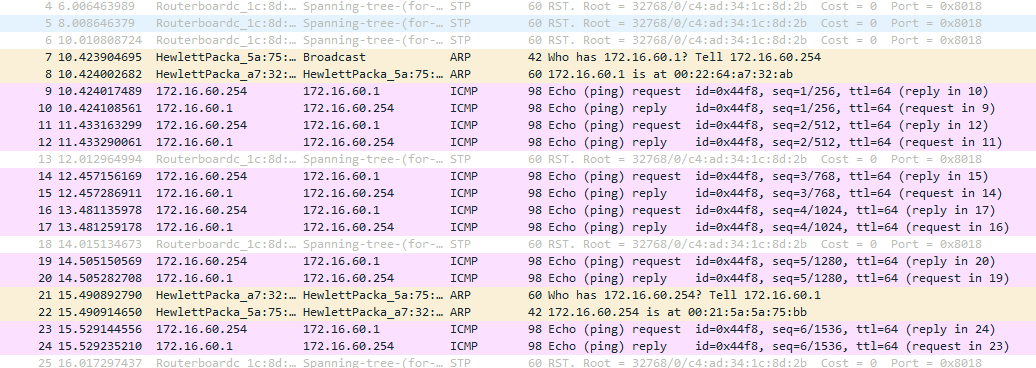 4 6.006463989 Routerboardc_1c:8d:… Spanning-tree-(for-… STP 60 RST. Root = 32768/0/c4:ad:34:1c:8d:2b Cost = 0 Port = 0x8018
5 8.008646379 Routerboardc_1c:8d:… Spanning-tree-(for-… STP 60 RST. Root = 32768/0/c4:ad:34:1c:8d:2b Cost = 0 Port = 0x8018
6 10.010808724 Routerboardc_1c:8d:… Spanning-tree-(for-… STP 60 RST. Root = 32768/0/c4:ad:34:1c:8d:2b Cost = 0 Port = 0x8018
7 10.423904695 HewlettPacka_5a:75:… Broadcast ARP 42 Who has 172.16.60.1? Tell 172.16.60.254
8 10.424002682 HewlettPacka_a7:32:… HewlettPacka_5a:75:… ARP 60 172.16.60.1 is at 00:22:64:a7:32:ab
9 10.424017489 172.16.60.254 172.16.60.1 ICMP 98 Echo (ping) request id=0x44f8, seq=1/256, ttl=64 (reply in 10)
10 10.424108561 172.16.60.1 172.16.60.254 ICMP 98 Echo (ping) reply id=0x44f8, seq=1/256, ttl=64 (request in 9)
11 11.433163299 172.16.60.254 172.16.60.1 ICMP 98 Echo (ping) request id=0x44f8, seq=2/512, ttl=64 (reply in 12)
12 11.433290061 172.16.60.1 172.16.60.254 ICMP 98 Echo (ping) reply id=0x44f8, seq=2/512, ttl=64 (request in 11)
13 12.012964994 Routerboardc_1c:8d:… Spanning-tree-(for-… STP 60 RST. Root = 32768/0/c4:ad:34:1c:8d:2b Cost = 0 Port = 0x8018
14 12.457156169 172.16.60.254 172.16.60.1 ICMP 98 Echo (ping) request id=0x44f8, seq=3/768, ttl=64 (reply in 15)
15 12.457286911 172.16.60.1 172.16.60.254 ICMP 98 Echo (ping) reply id=0x44f8, seq=3/768, ttl=64 (request in 14)
16 13.481135978 172.16.60.254 172.16.60.1 ICMP 98 Echo (ping) request id=0x44f8, seq=4/1024, ttl=64 (reply in 17)
17 13.481259178 172.16.60.1 172.16.60.254 ICMP 98 Echo (ping) reply id=0x44f8, seq=4/1024, ttl=64 (request in 16)
18 14.015134673 Routerboardc_1c:8d:… Spanning-tree-(for-… STP 60 RST. Root = 32768/0/c4:ad:34:1c:8d:2b Cost = 0 Port = 0x8018
19 14.505150569 172.16.60.254 172.16.60.1 ICMP 98 Echo (ping) request id=0x44f8, seq=5/1280, ttl=64 (reply in 20)
20 14.505282708 172.16.60.1 172.16.60.254 ICMP 98 Echo (ping) reply id=0x44f8, seq=5/1280, ttl=64 (request in 19)
21 15.490892790 HewlettPacka_a7:32:… HewlettPacka_5a:75:… ARP 60 Who has 172.16.60.254? Tell 172.16.60.1
22 15.490914650 HewlettPacka_5a:75:… HewlettPacka_a7:32:… ARP 42 172.16.60.254 is at 00:21:5a:5a:75:bb
23 15.529144556 172.16.60.254 172.16.60.1 ICMP 98 Echo (ping) request id=0x44f8, seq=6/1536, ttl=64 (reply in 24)
24 15.529235210 172.16.60.1 172.16.60.254 ICMP 98 Echo (ping) reply id=0x44f8, seq=6/1536, ttl=64 (request in 23)
25 16.017297437 Routerboardc_1c:8d:… Spanning-tree-(for-… STP 60 RST. Root = 32768/0/c4:ad:34:1c:8d:2b Cost = 0 Port = 0x8018